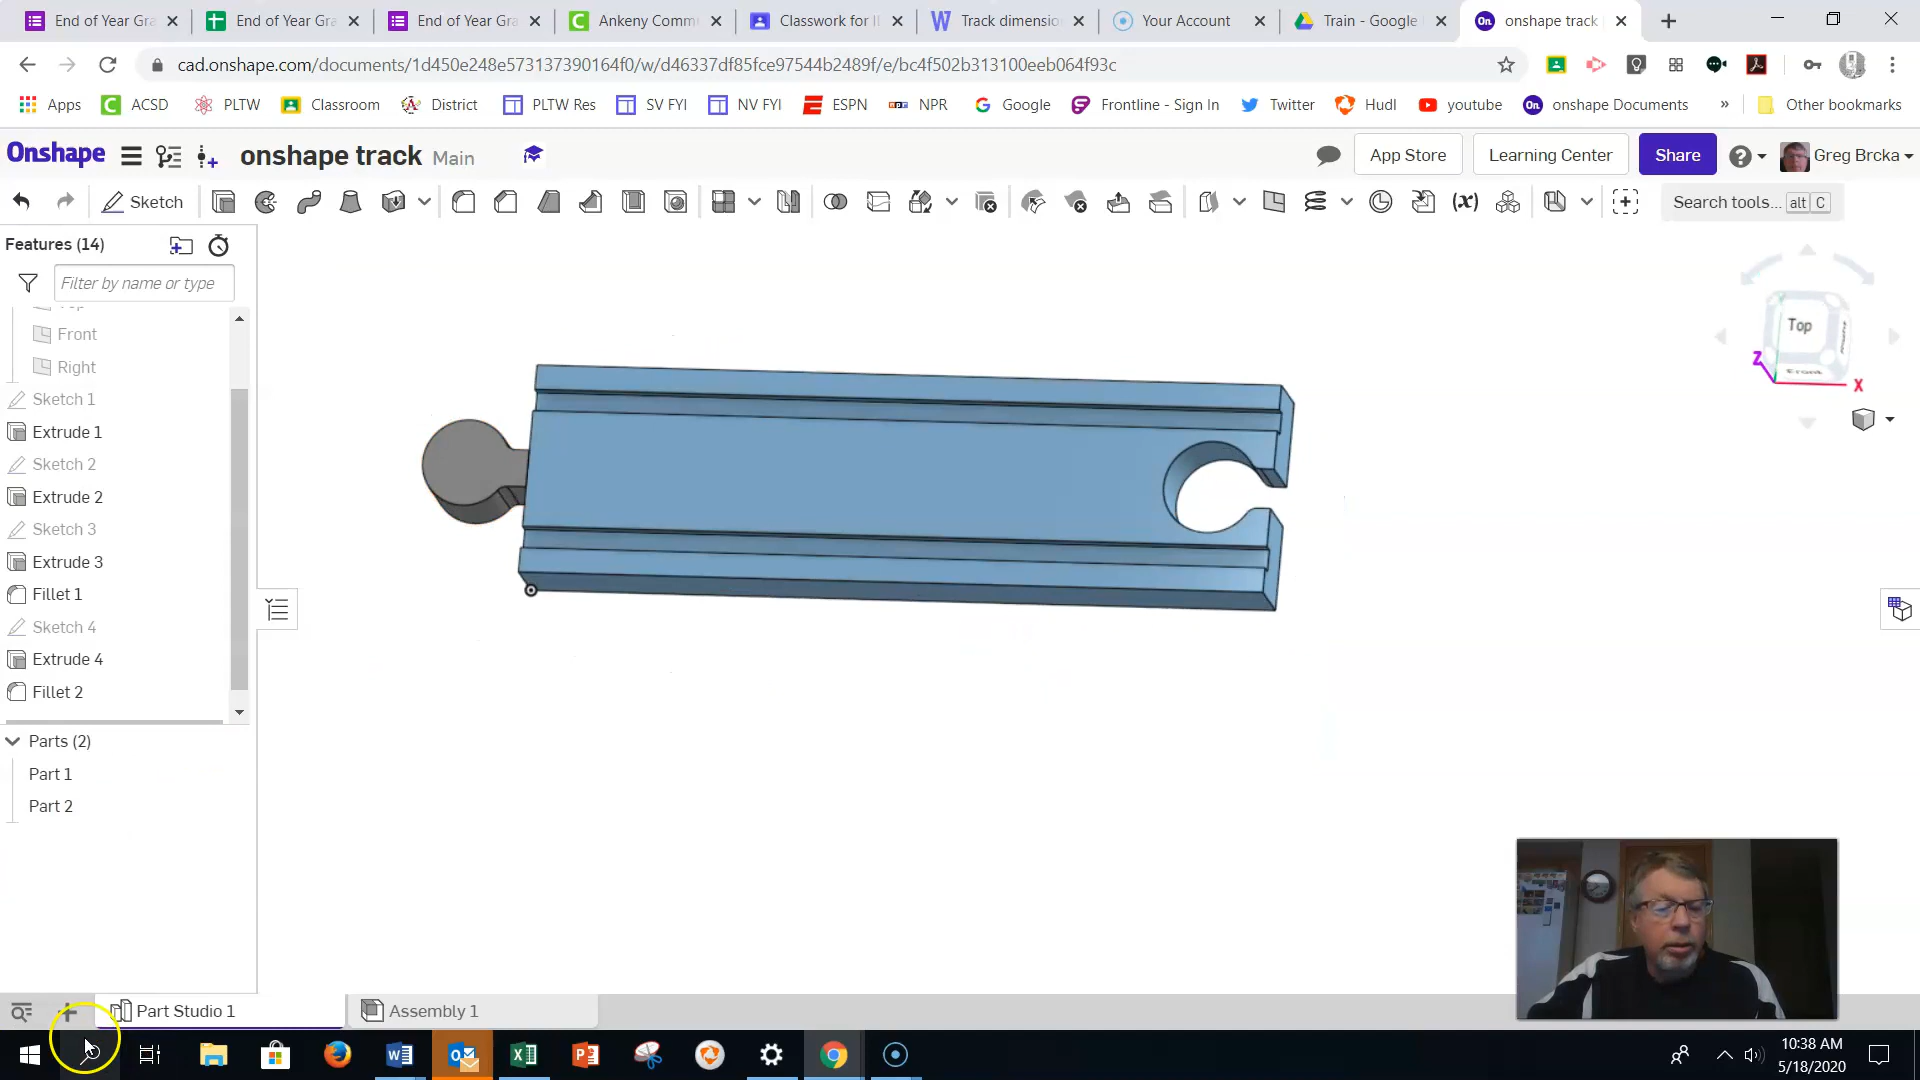 End of Year Gra
End of Year Gra
End of Year Gra
Ankeny Comm
Classwork for I
Track dimensio
Your Account
Train - Google
onshape track
cad.onshape.com/documents/1d450e248e573137390164f0/w/d46337df85fce97544b2489f/e/bc4f502b313100eeb064f93c
Apps
ACSD
PLTW
Classroom
District
PLTW Res
SV FYI
NV FYI
ESPN
NPR
Google
Frontline - Sign In
Twitter
Hudl
youtube
onshape Documents
»
Other bookmarks
Onshape
onshape track Main
App Store
Learning Center
Share
Greg Brcka
Sketch
Search tools... alt C
Features (14)
Filter by name or type
Front
Right
Sketch 1
Extrude 1
Sketch 2
Extrude 2
Sketch 3
Extrude 3
Fillet 1
Sketch 4
Extrude 4
Fillet 2
Parts (2)
Part 1
Part 2
Top
Front
Z
X
Part Studio 1
Assembly 1
10:38 AM
5/18/2020